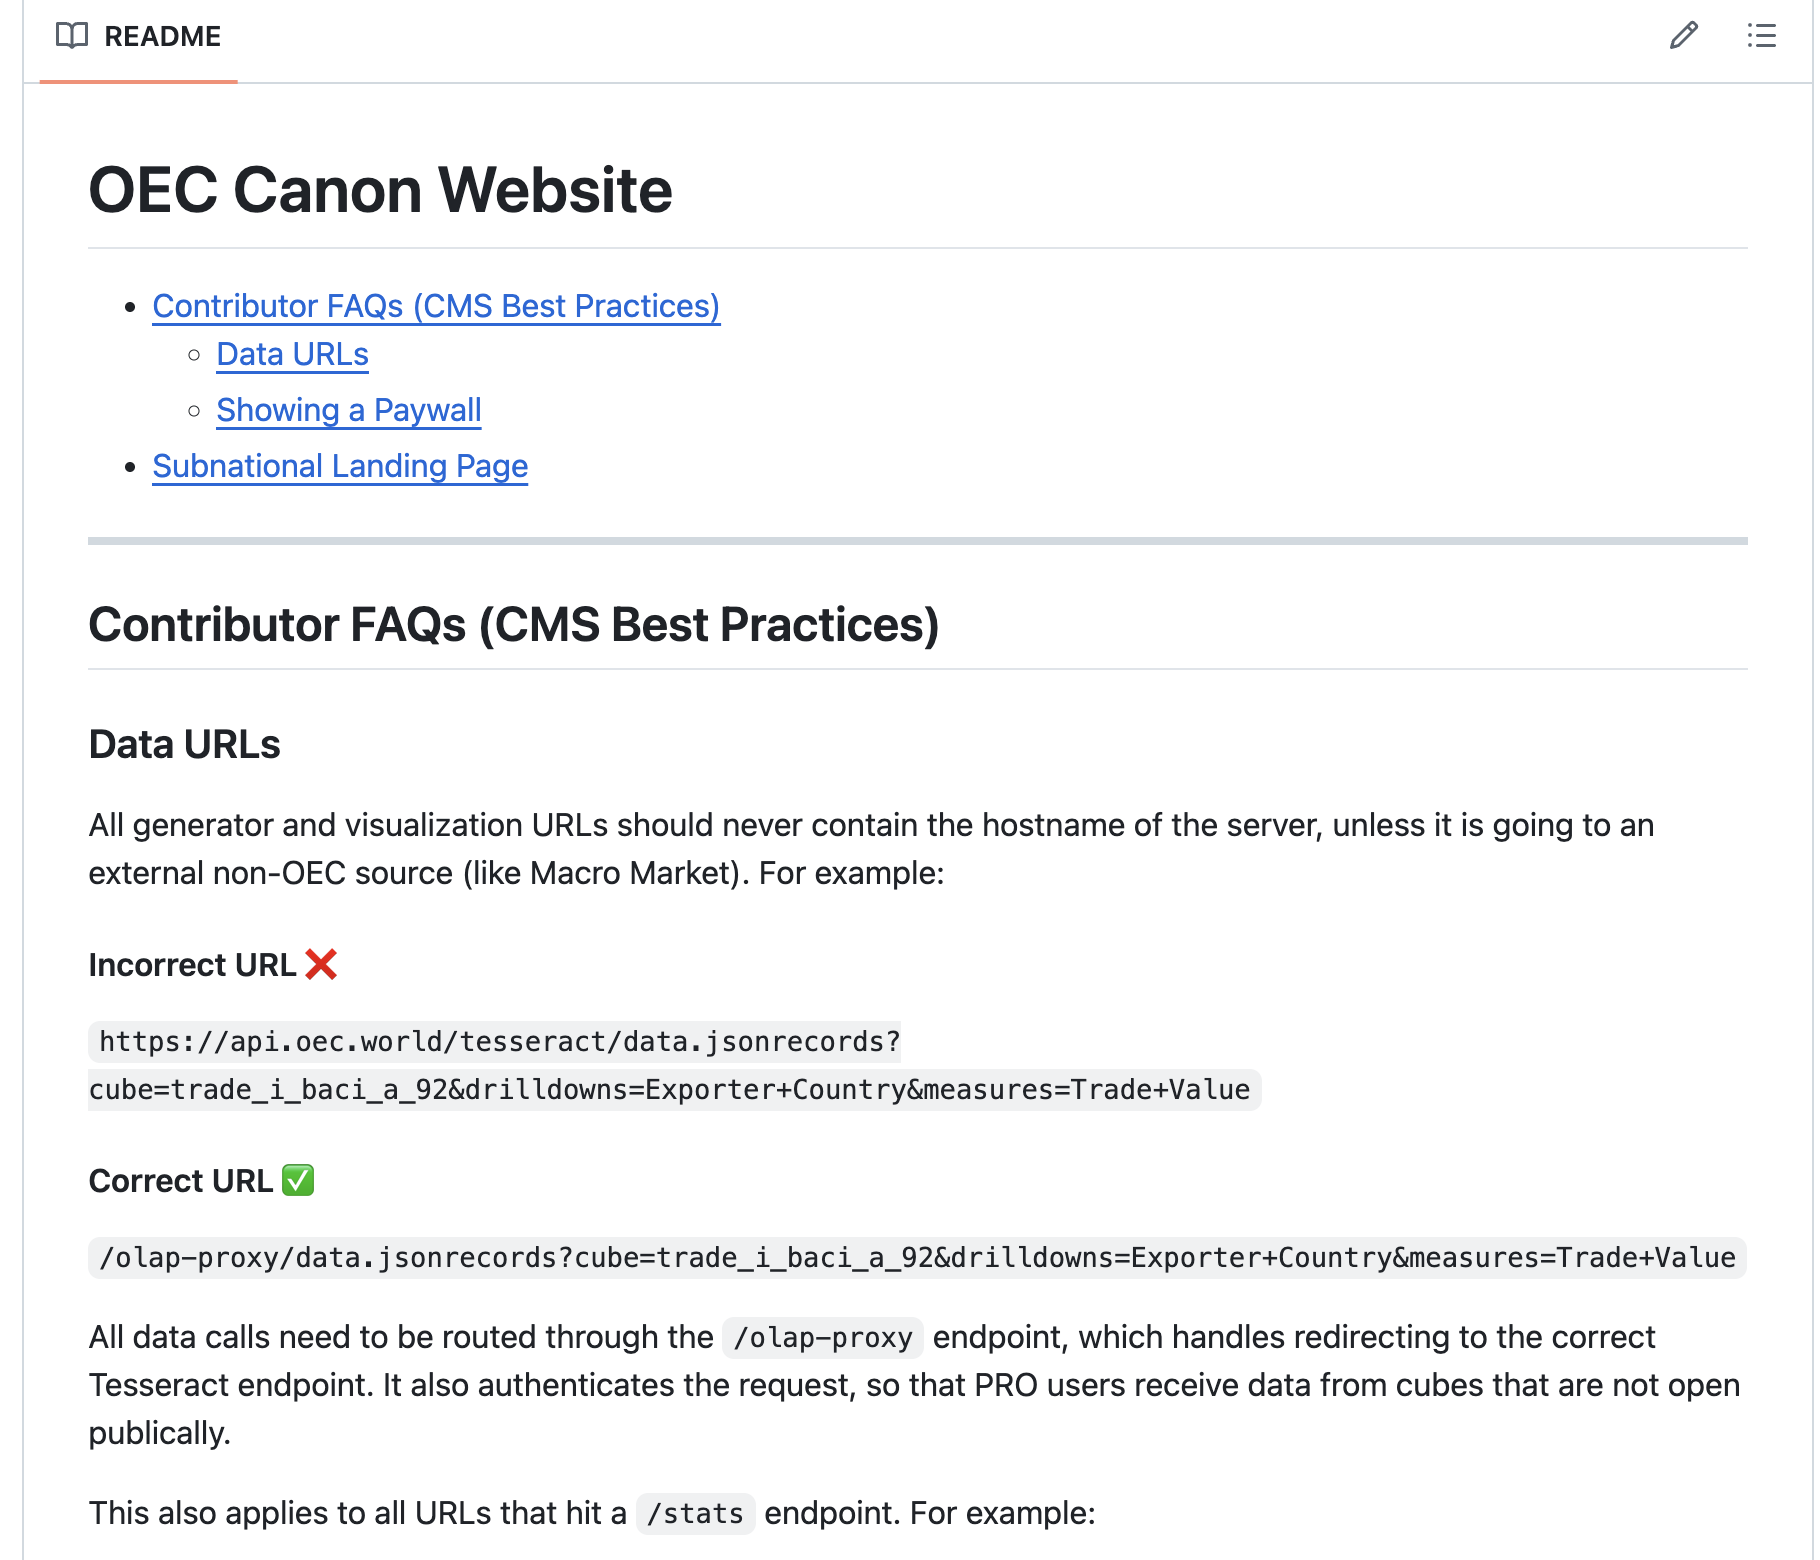 README
OEC Canon Website
Contributor FAQs (CMS Best Practices)
Data URLs
Showing a Paywall
Subnational Landing Page
Contributor FAQs (CMS Best Practices)
Data URLs
All generator and visualization URLs should never contain the hostname of the server, unless it is going to an
external non-OEC source (like Macro Market). For example:
Incorrect URL ❌
https://api.oec.world/tesseract/data.jsonrecords?
cube=trade_i_baci_a_92&drilldowns=Exporter+Country&measures=Trade+Value
Correct URL ✅
/olap-proxy/data.jsonrecords?cube=trade_i_baci_a_92&drilldowns=Exporter+Country&measures=Trade+Value
All data calls need to be routed through the /olap-proxy endpoint, which handles redirecting to the correct
Tesseract endpoint. It also authenticates the request, so that PRO users receive data from cubes that are not open
publically.
This also applies to all URLs that hit a /stats endpoint. For example: